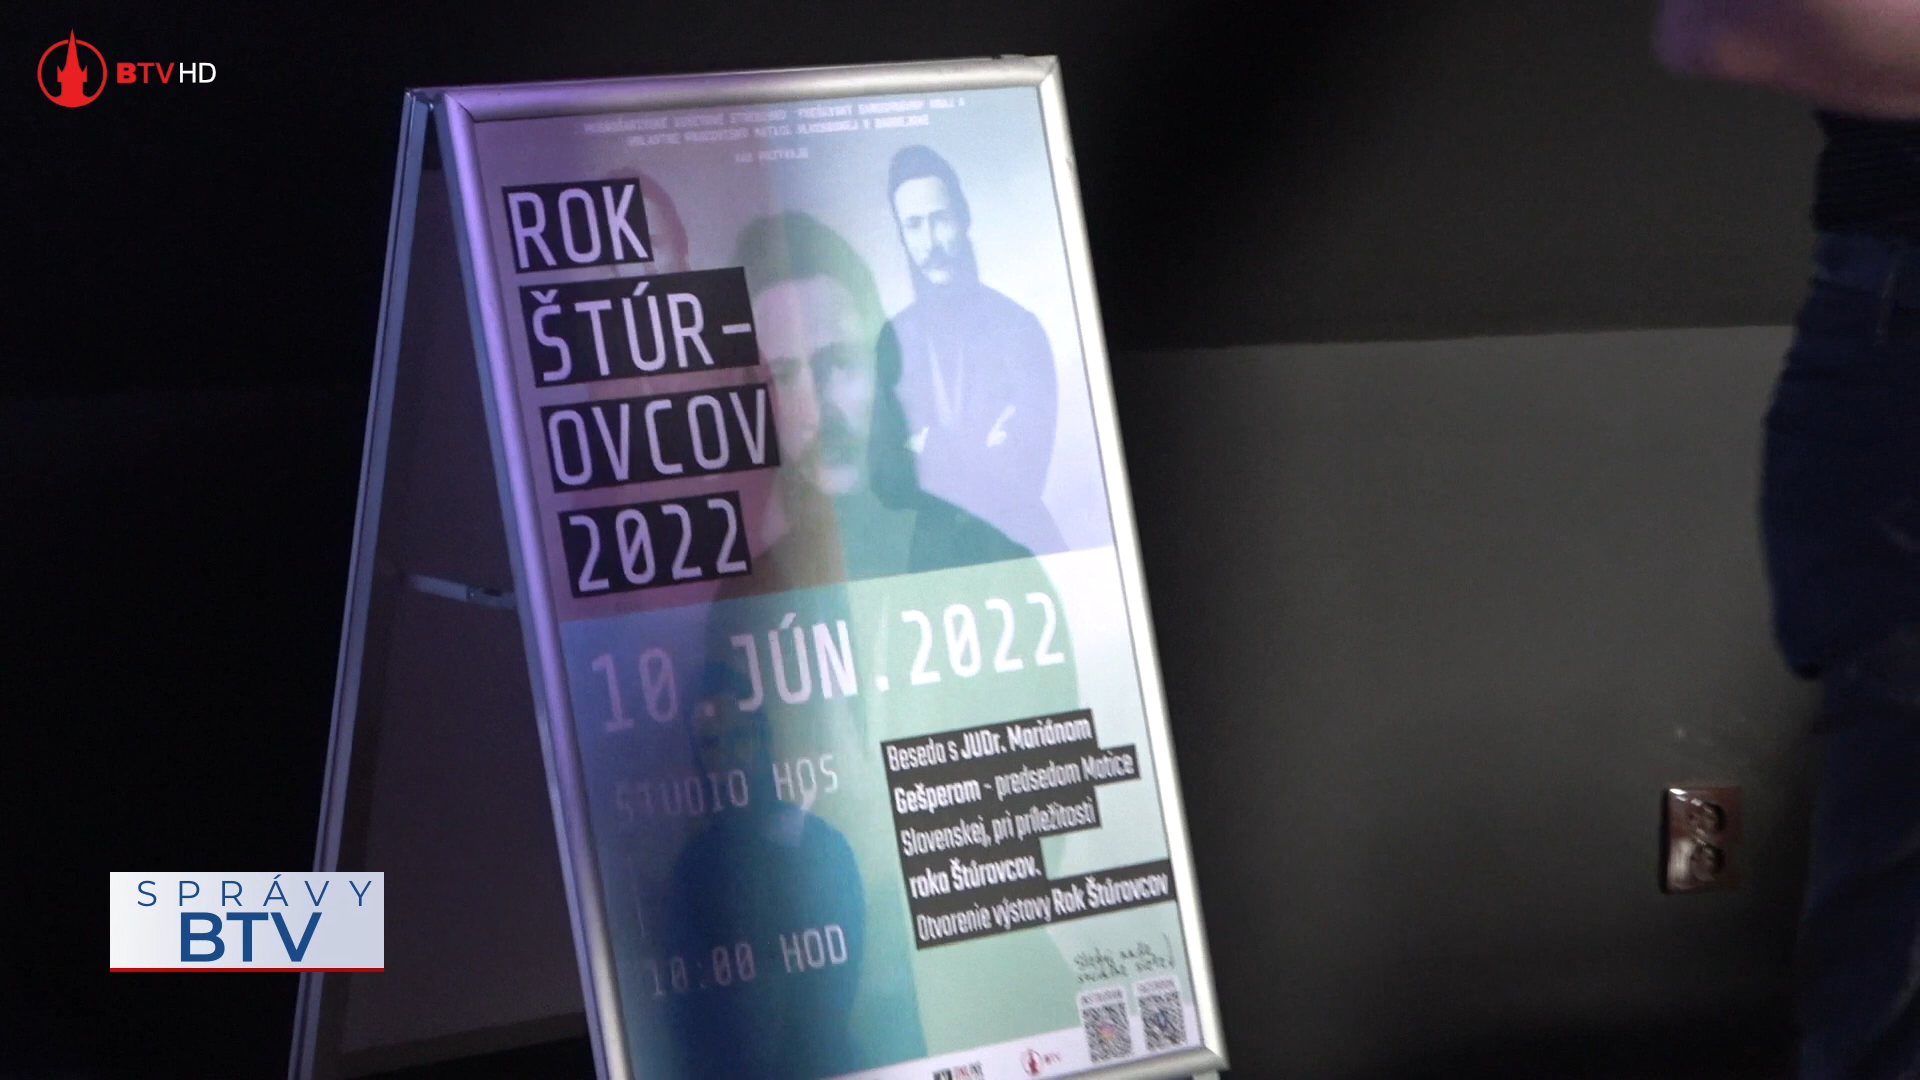 BTV HD
ROK
ŠTÚR-
OVCOV
2022
10.JÚN.2022
STUDIO HOS
10:00 HOD
Beseda s JUDr. Mariánom
Gešperom - predsedom Matice
Slovenskej, pri príležitosti
roka Štúrovcov.
Otvorenie výstavy Rok Štúrovcov
BTV
SPRÁVY
BTV